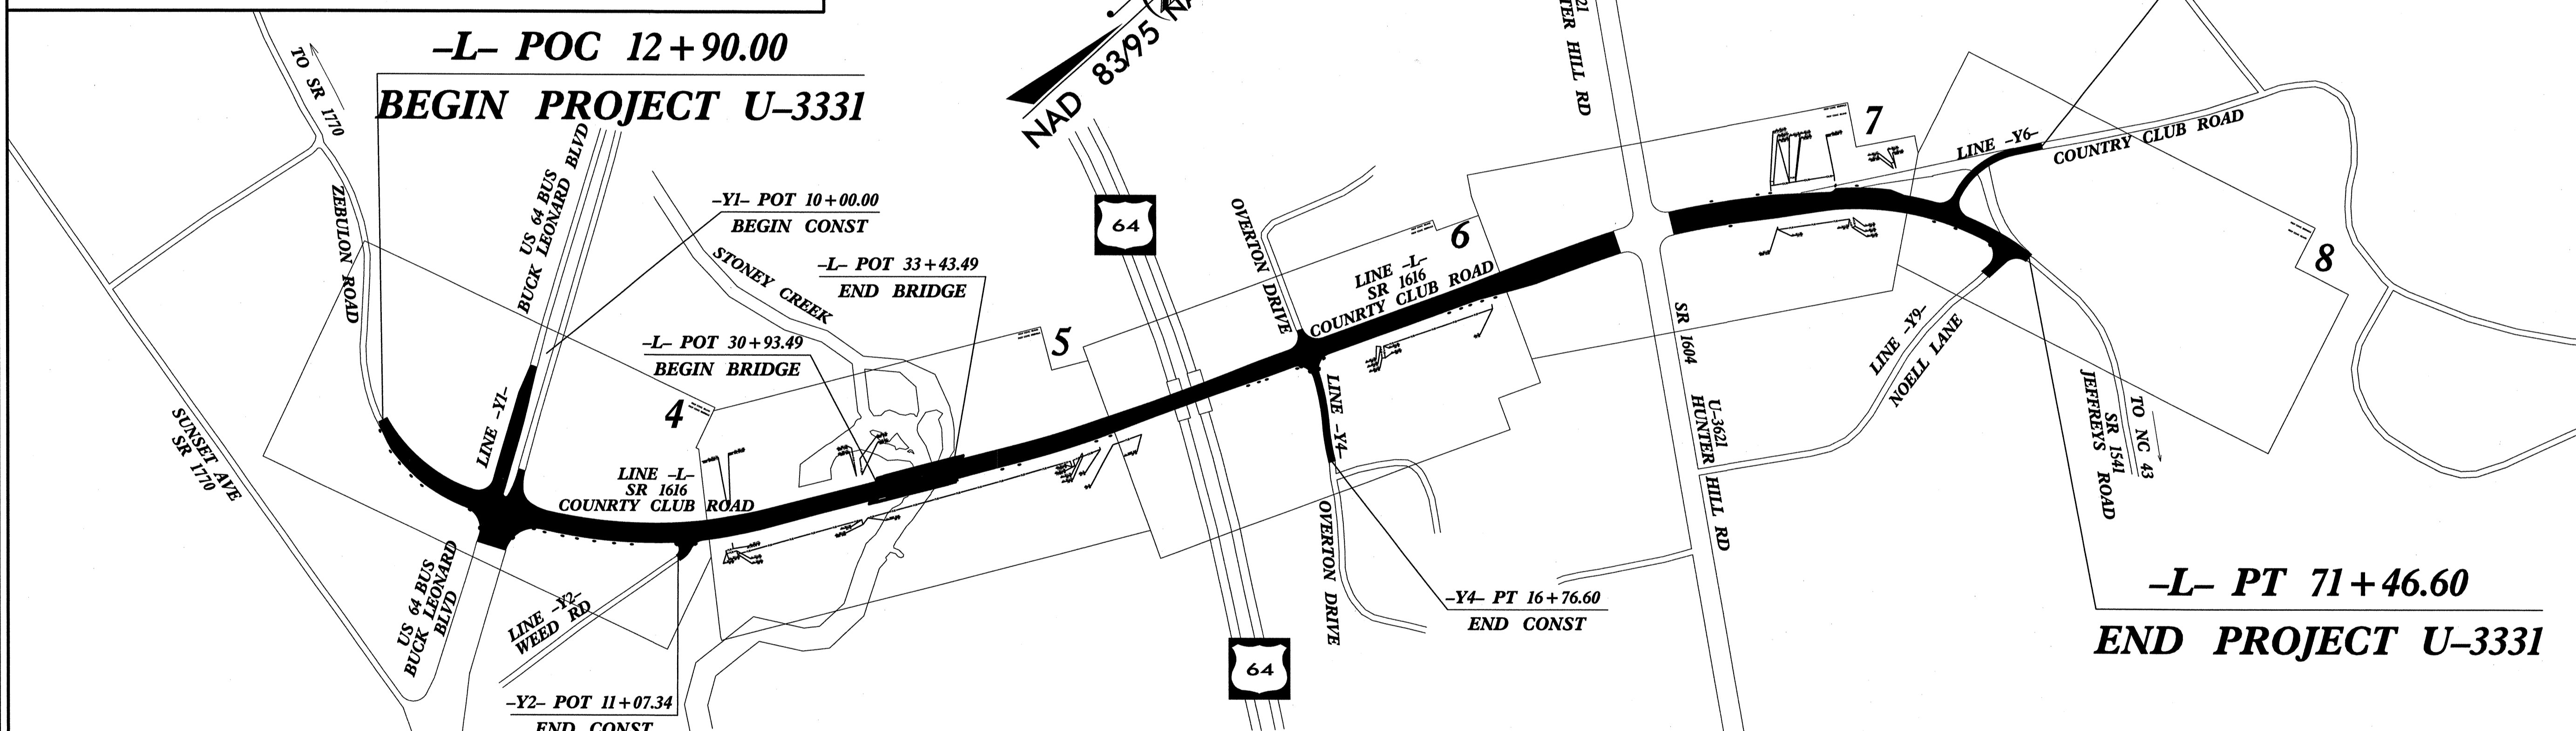 -L- POC 12+90.00
BEGIN PROJECT U-3331
TO SR 1770
ZEBULON ROAD
US 64 BUS
BUCK LEONARD BLVD
-Y1- POT 10+00.00
BEGIN CONST
STONEY CREEK
-L- POT 33+43.49
END BRIDGE
-L- POT 30+93.49
BEGIN BRIDGE
NAD 83/95
64
OVERTON DRIVE
LINE -L-
SR 1616
COUNRTY CLUB ROAD
6
HILL RD
7
LINE -Y6-
COUNTRY CLUB ROAD
8
5
4
LINE -Y1-
SUNSET AVE
SR 1770
LINE -L-
SR 1616
COUNRTY CLUB ROAD
US 64 BUS
BUCK LEONARD
BLVD
LINE -Y2-
WEED RD
-Y2- POT 11+07.34
END CONST
LINE -Y4-
OVERTON DRIVE
64
-Y4- PT 16+76.60
END CONST
SR 1604
U-3621
HUNTER
HILL RD
LINE -Y9-
NOELL LANE
TO NC 43
SR 1541
JEFFREYS ROAD
-L- PT 71+46.60
END PROJECT U-3331